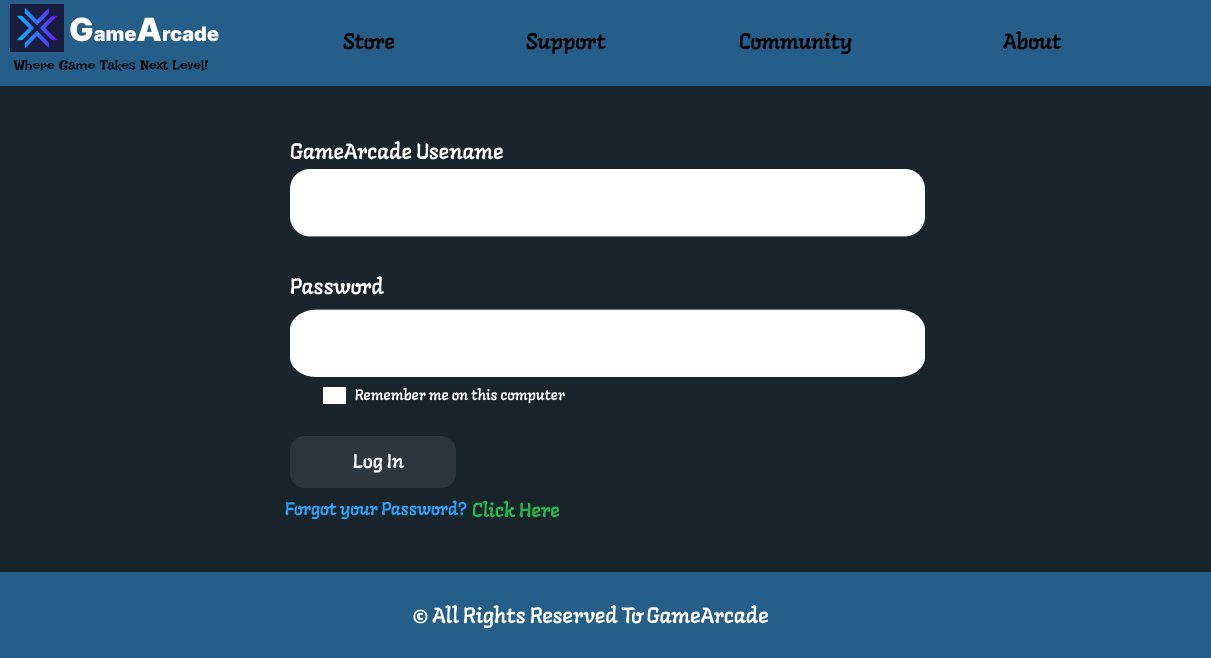 GameArcade
Where Game Takes Next Level!
Store Support Community About
GameArcade Usename
Password
Remember me on this computer
Log In
Forgot your Password? Click Here
© All Rights Reserved To GameArcade